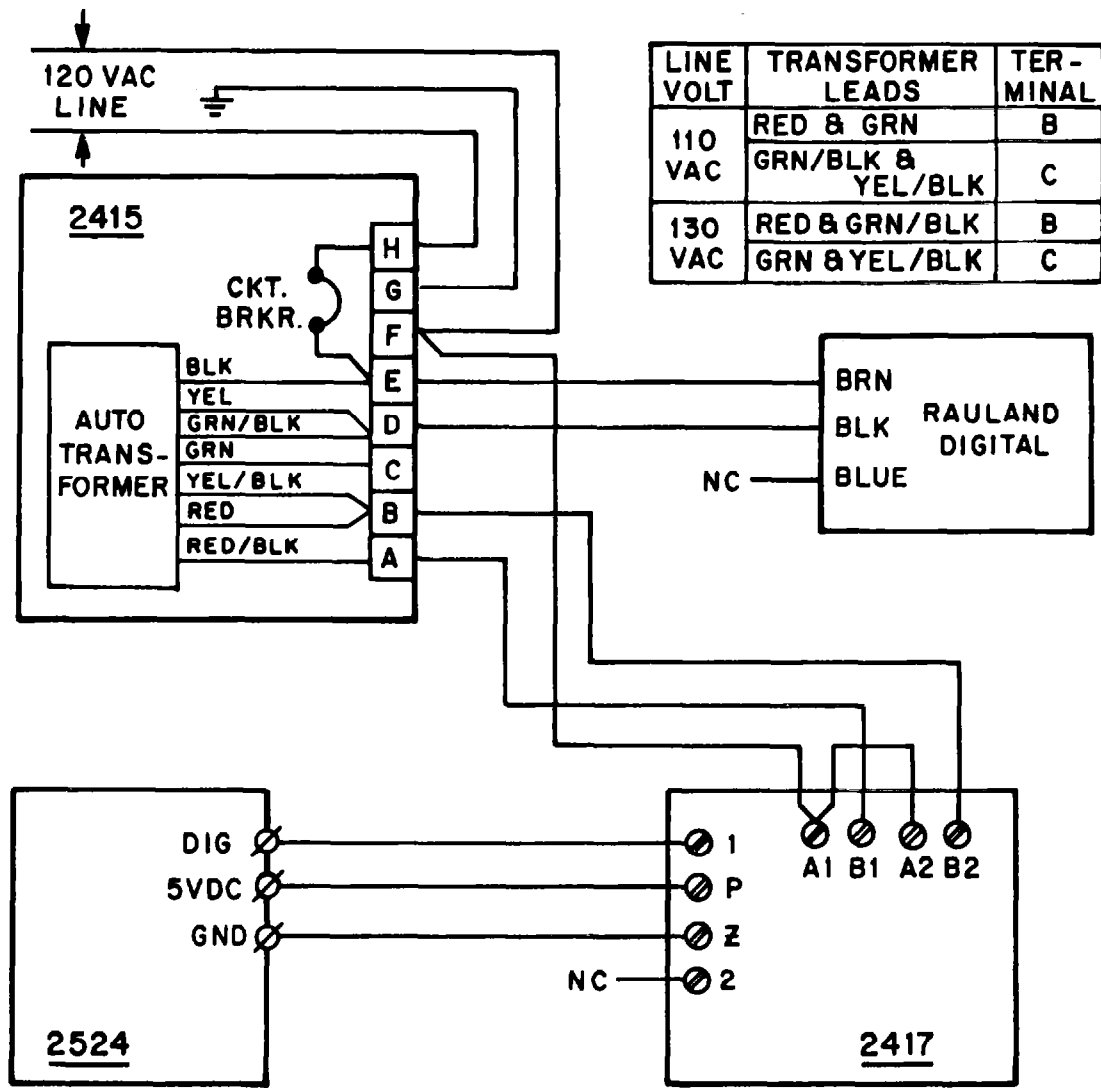 120 VAC
LINE
LINE VOLT
TRANSFORMER LEADS
TER-
MINAL
110 VAC
RED & GRN
B
GRN/BLK &
YEL/BLK
C
130 VAC
RED & GRN/BLK
B
GRN & YEL/BLK
C
2415
CKT.
BRKR.
H
G
F
E
D
C
B
A
AUTO
TRANS-
FORMER
BLK
YEL
GRN/BLK
GRN
YEL/BLK
RED
RED/BLK
BRN
BLK
BLUE
NC
RAULAND
DIGITAL
DIG
5VDC
GND
2524
1
P
Z
NC
2
A1 B1 A2 B2
2417